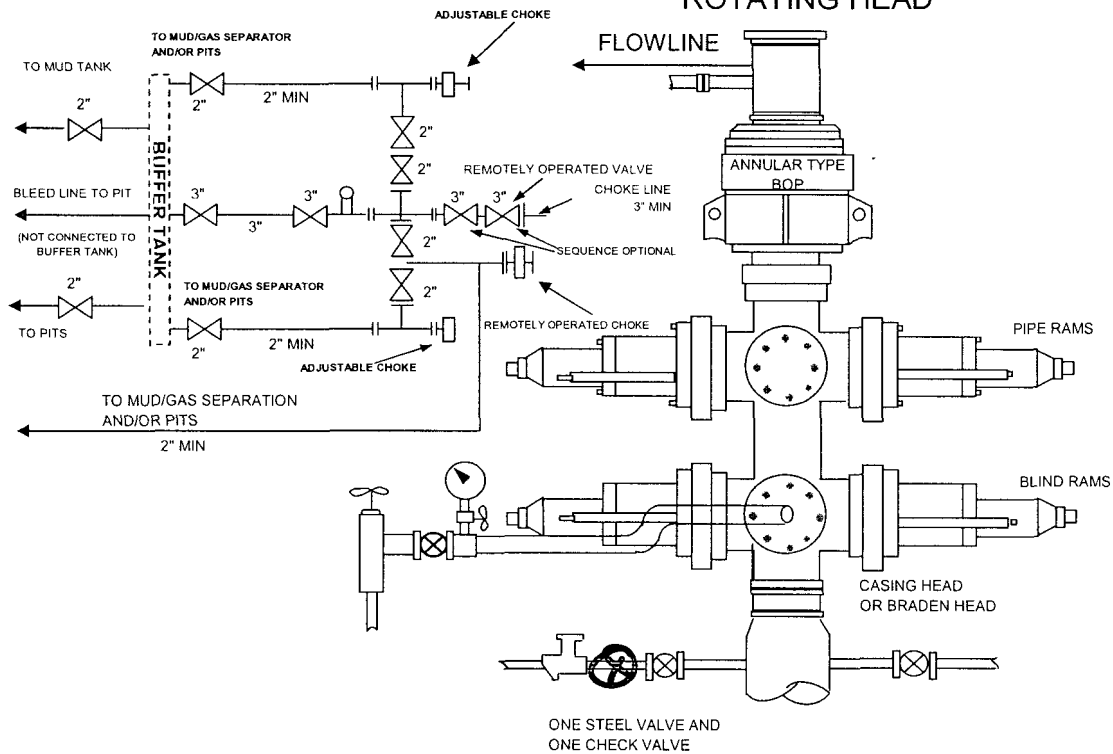 ROTATING HEAD
ADJUSTABLE CHOKE
FLOWLINE
TO MUD/GAS SEPARATOR
AND/OR PITS
TO MUD TANK
2"
2"
2" MIN
2"
ANNULAR TYPE
BOP
2"
REMOTELY OPERATED VALVE
CHOKE LINE
3" MIN
BUFFER TANK
BLEED LINE TO PIT
3"
3"
3"
3"
3"
(NOT CONNECTED TO
BUFFER TANK)
2"
SEQUENCE OPTIONAL
2"
TO MUD/GAS SEPARATOR
AND/OR PITS
2"
TO PITS
2"
2" MIN
REMOTELY OPERATED CHOKE
ADJUSTABLE CHOKE
PIPE RAMS
TO MUD/GAS SEPARATION
AND/OR PITS
2" MIN
BLIND RAMS
CASING HEAD
OR BRADEN HEAD
ONE STEEL VALVE AND
ONE CHECK VALVE